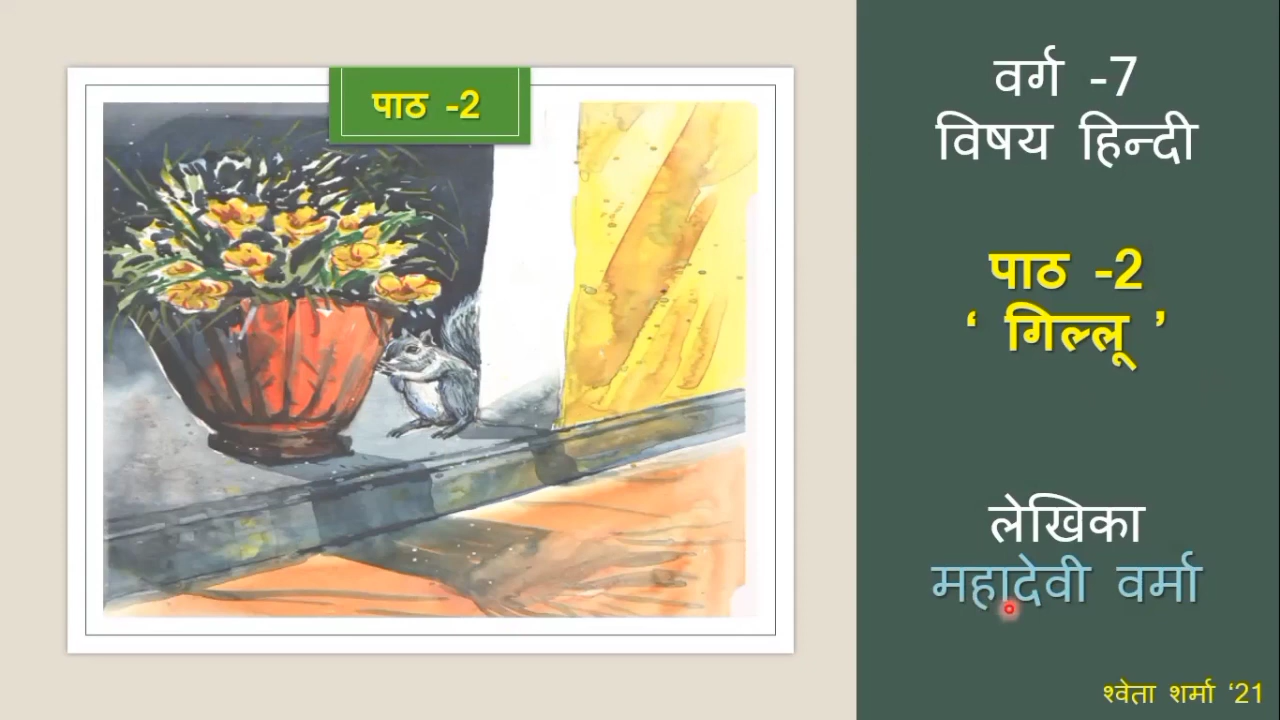 पाठ -2
वर्ग -7
विषय हिन्दी
पाठ -2
‘ गिल्लू ’
लेखिका
महादेवी वर्मा
श्वेता शर्मा ‘21